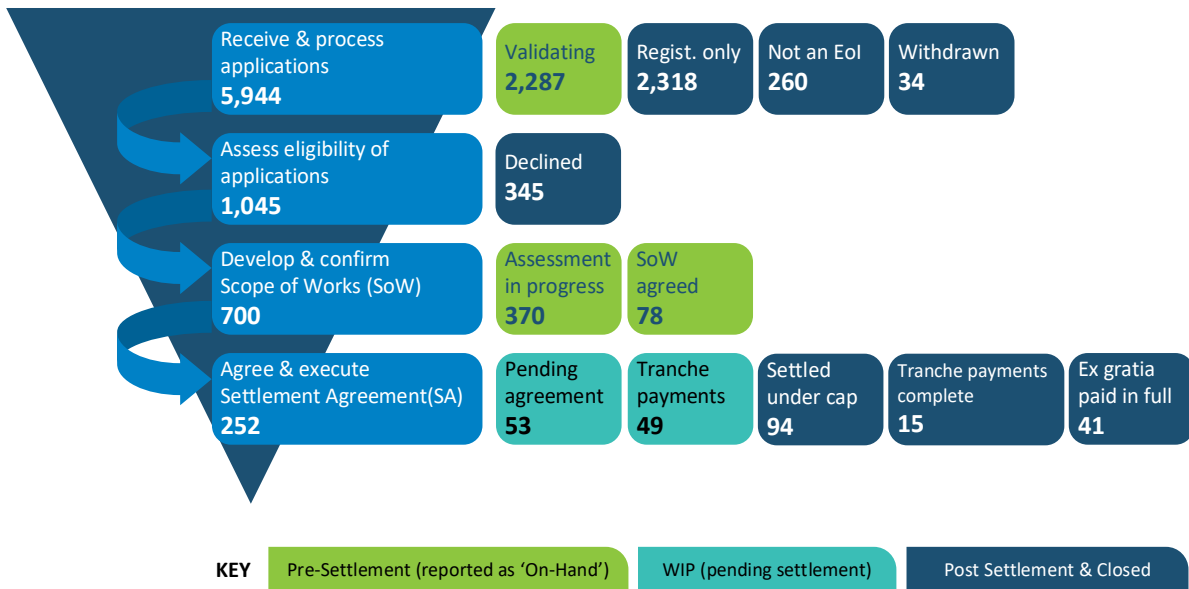 Receive & process
applications
5,944
Validating
2,287
Regist. only
2,318
Not an EoI
260
Withdrawn
34
Assess eligibility of
applications
1,045
Declined
345
Develop & confirm
Scope of Works (SoW)
700
Assessment
in progress
370
SoW
agreed
78
Agree & execute
Settlement Agreement(SA)
252
Pending
agreement
53
Tranche
payments
49
Settled
under cap
94
Tranche payments
complete
15
Ex gratia
paid in full
41
KEY
Pre-Settlement (reported as ‘On-Hand’)
WIP (pending settlement)
Post Settlement & Closed